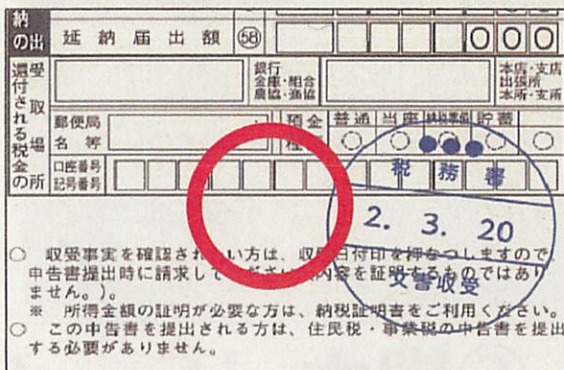 納の出
延納届出額 58 000
還付される税金の
受取場所
銀行 金庫・組合 農協・漁協
本店・支店 出張所 本所・支所
郵便局名等
預金種
普通 当座 納税準備 貯蓄
口座番号 記号番号
税務署
2. 3. 20
文書収受
○ 収受事実を確認されたい方は、収受日付印を押なつしますので、
申告書提出時に請求してください(内容を証明するものではあり
ません。)。
※ 所得金額の証明が必要な方は、納税証明書をご利用ください。
○ この申告書を提出される方は、住民税・事業税の申告書を提出
する必要がありません。